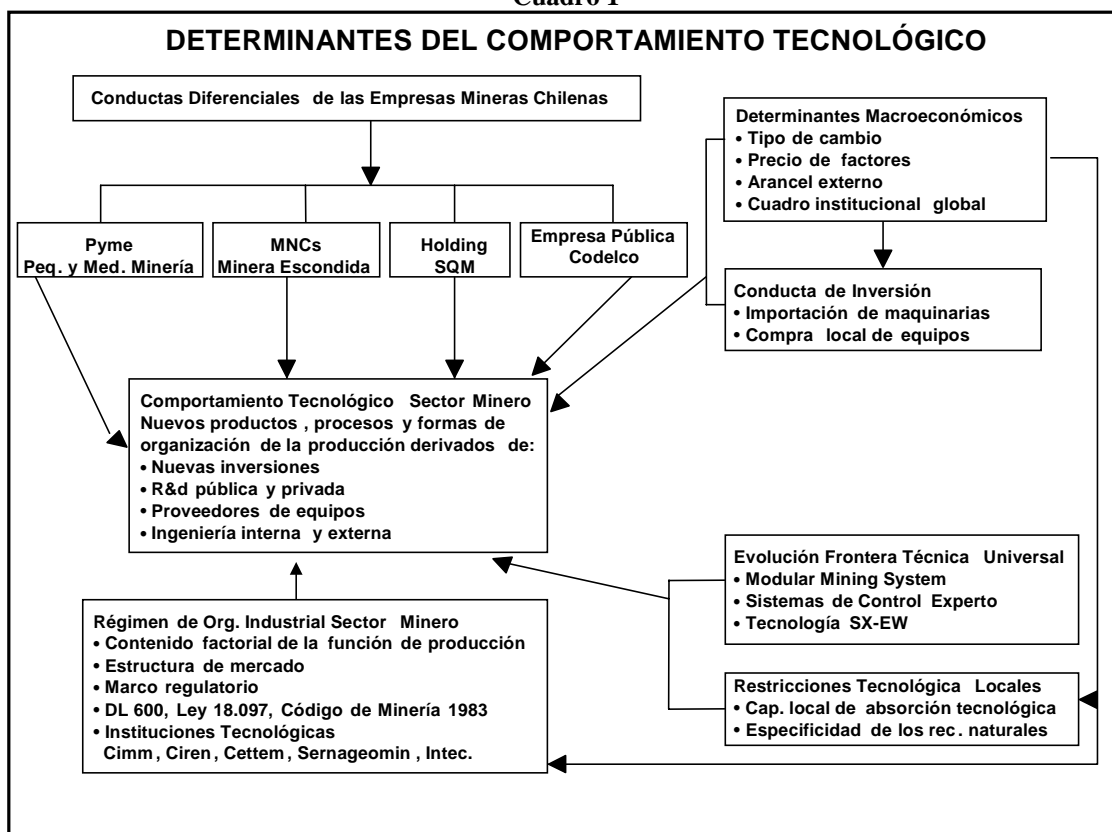 Cuadro 1
DETERMINANTES DEL COMPORTAMIENTO TECNOLÓGICO
Conductas Diferenciales de las Empresas Mineras Chilenas
Pyme
Peq. y Med. Minería
MNCs
Minera Escondida
Holding
SQM
Empresa Pública
Codelco
Determinantes Macroeconómicos
• Tipo de cambio
• Precio de factores
• Arancel externo
• Cuadro institucional global
Conducta de Inversión
• Importación de maquinarias
• Compra local de equipos
Comportamiento Tecnológico Sector Minero
Nuevos productos , procesos y formas de
organización de la producción derivados de:
• Nuevas inversiones
• R&d pública y privada
• Proveedores de equipos
• Ingeniería interna y externa
Evolución Frontera Técnica Universal
• Modular Mining System
• Sistemas de Control Experto
• Tecnología SX-EW
Régimen de Org. Industrial Sector Minero
• Contenido factorial de la función de producción
• Estructura de mercado
• Marco regulatorio
• DL 600, Ley 18.097, Código de Minería 1983
• Instituciones Tecnológicas
Cimm , Ciren , Cettem , Sernageomin , Intec.
Restricciones Tecnológica Locales
• Cap. local de absorción tecnológica
• Especificidad de los rec. naturales